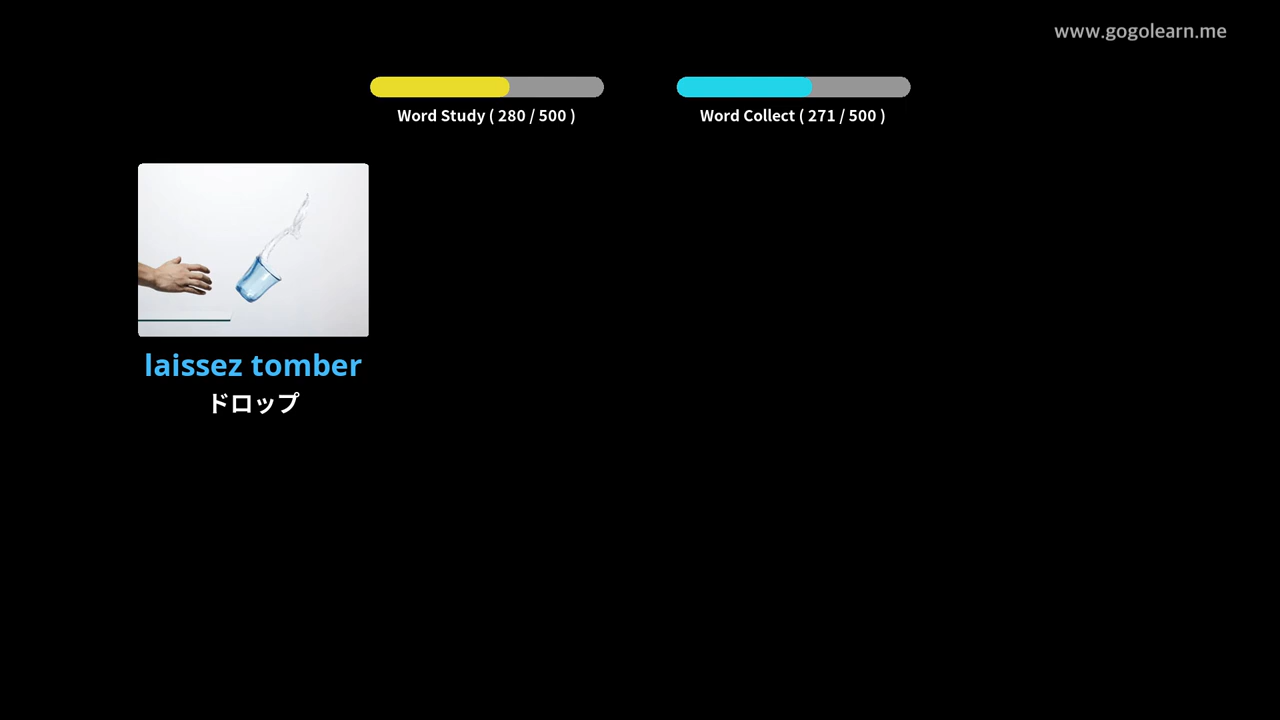 www.gogolearn.me
Word Study ( 280 / 500 )
Word Collect ( 271 / 500 )
laissez tomber
ドロップ